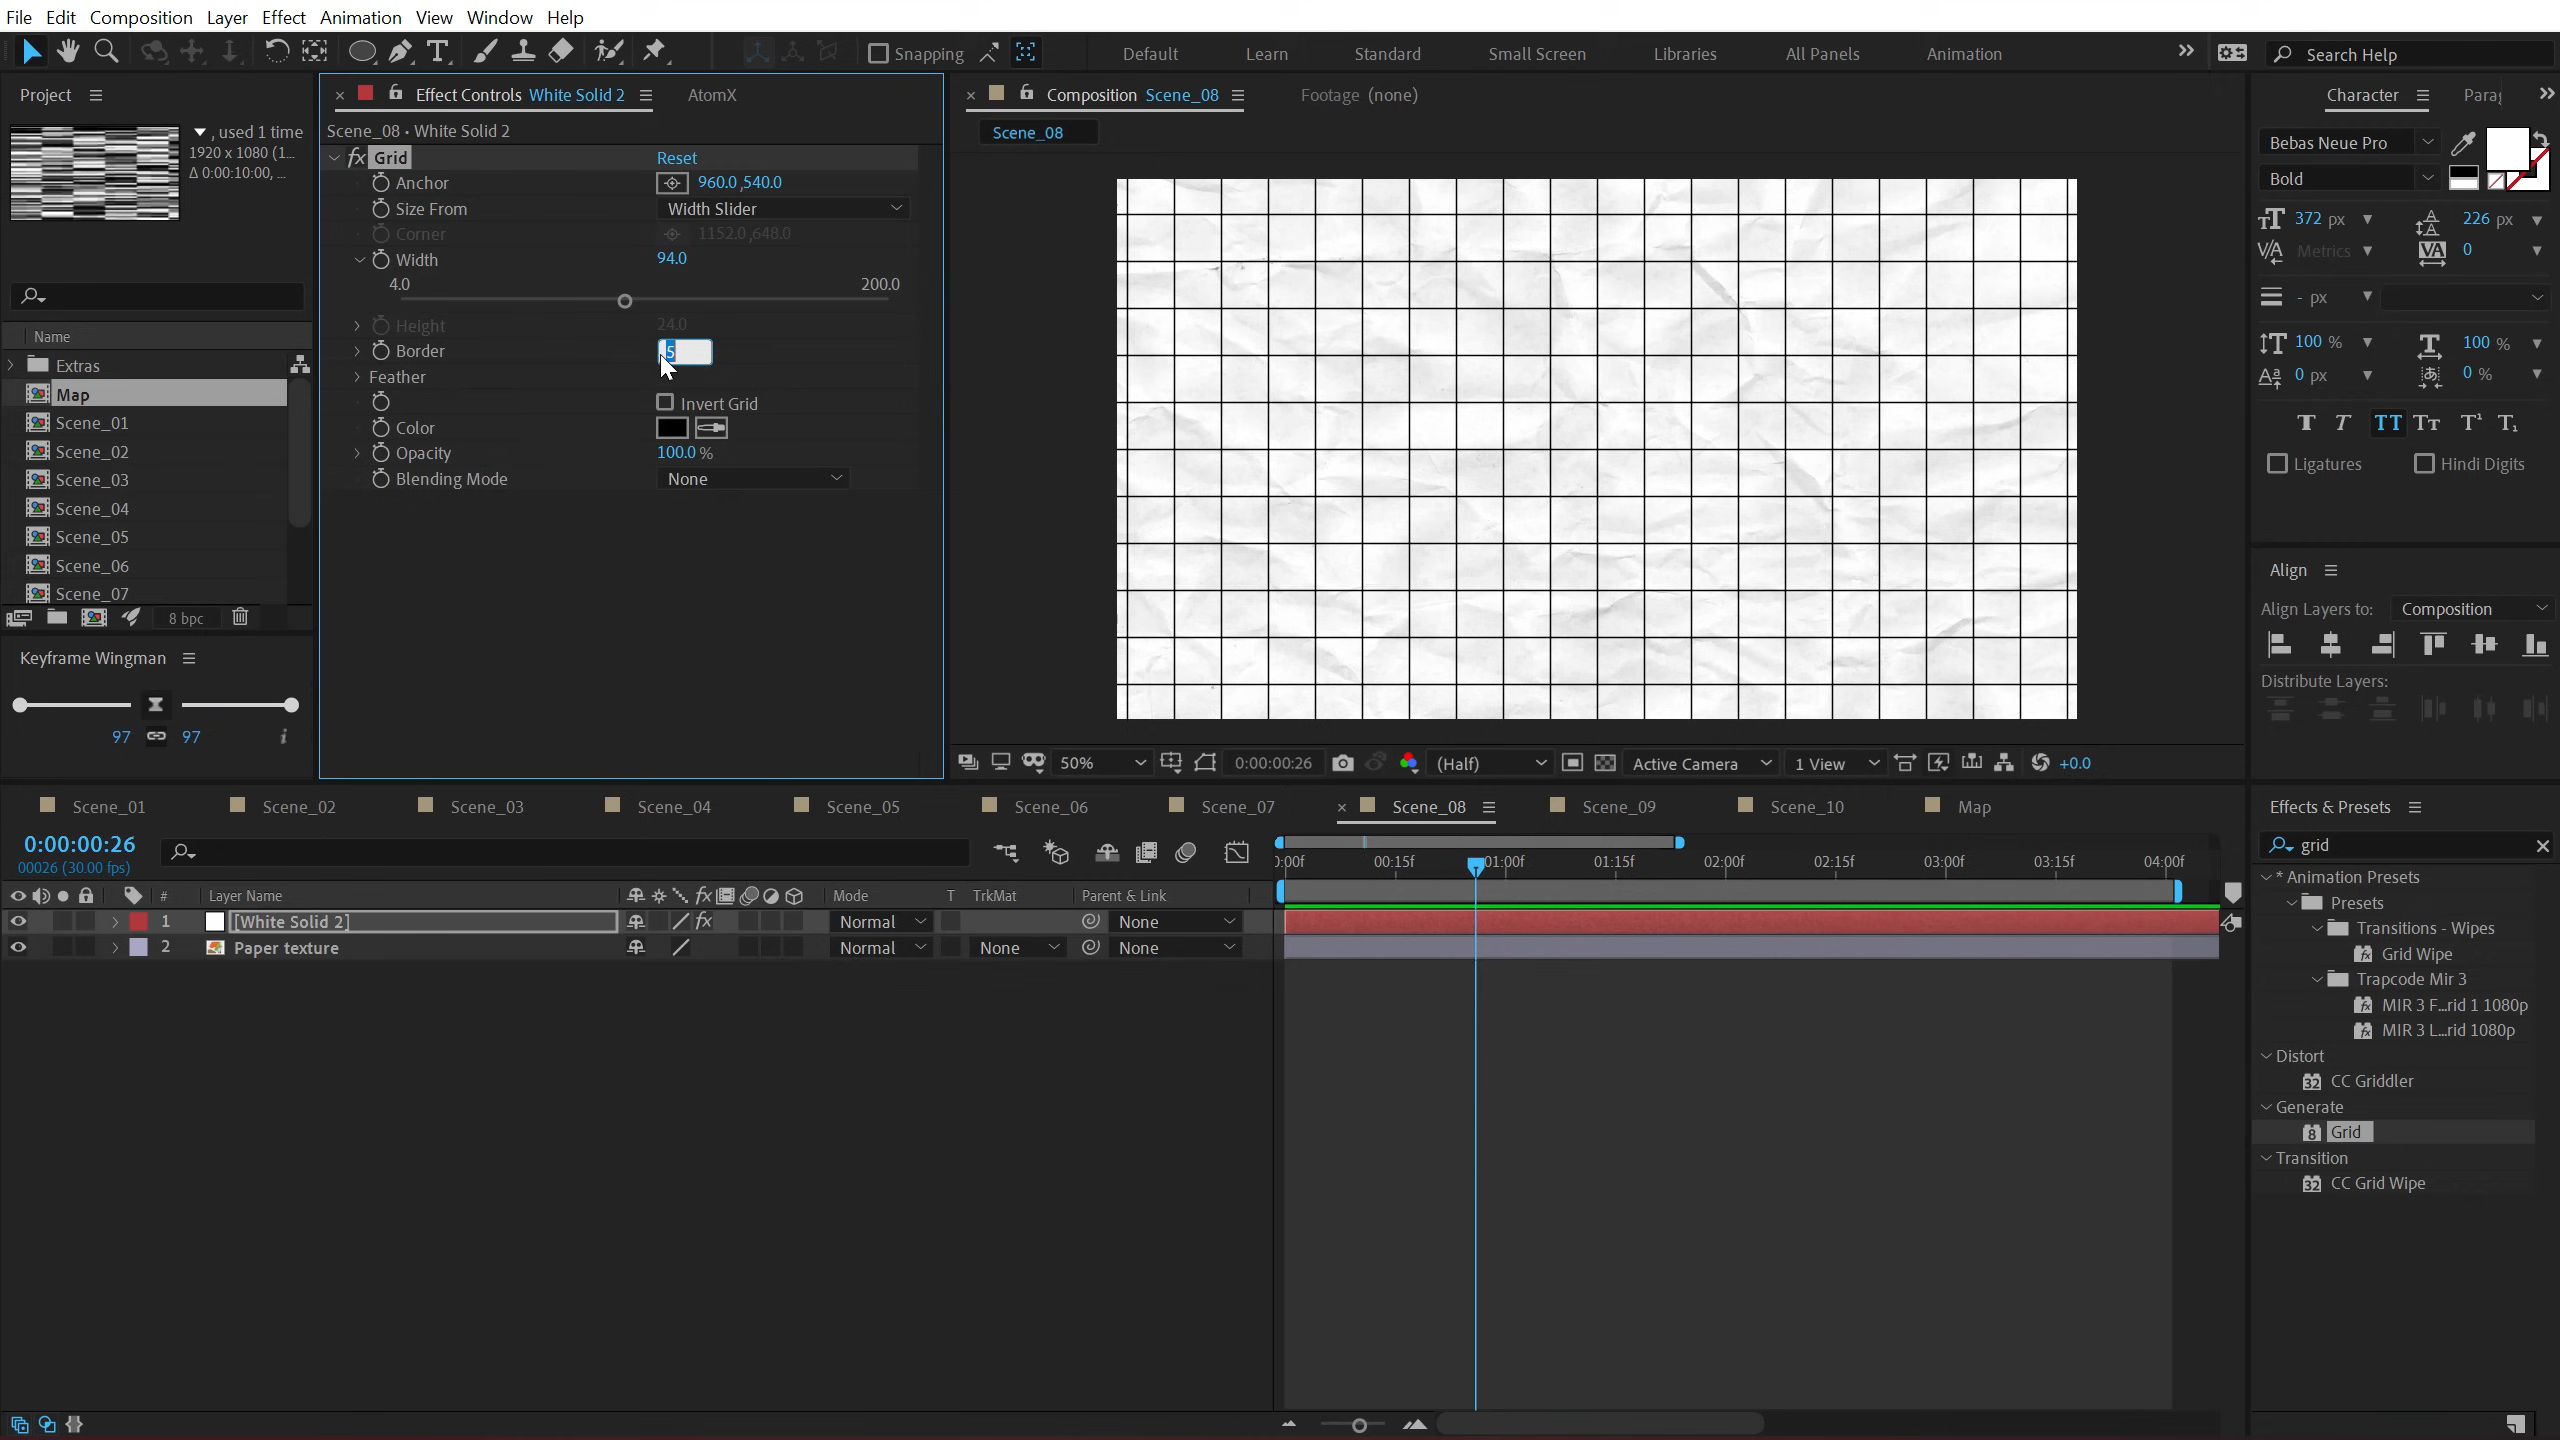 File Edit Composition Layer Effect Animation View Window Help
Snapping Default Learn Standard Small Screen Libraries All Panels Animation Search Help
Project
, used 1 time
1920 x 1080 (1...
Δ 0:00:10:00, ...
Name
Extras
Map
Scene_01
Scene_02
Scene_03
Scene_04
Scene_05
Scene_06
Scene_07
8 bpc
Keyframe Wingman
97 97
Effect Controls White Solid 2 AtomX
Scene_08 • White Solid 2
fx Grid Reset
Anchor 960.0 ,540.0
Size From Width Slider
Corner 1152.0 ,648.0
Width 94.0
4.0 200.0
Height 24.0
Border 5
Feather
Invert Grid
Color
Opacity 100.0 %
Blending Mode None
Composition Scene_08 Footage (none)
Scene_08
50% 0:00:00:26 (Half) Active Camera 1 View +0.0
Character Para
Bebas Neue Pro
Bold
372 px 226 px
Metrics 0
- px
100 % 100 %
0 px 0 %
Ligatures Hindi Digits
Align
Align Layers to: Composition
Distribute Layers:
Scene_01 Scene_02 Scene_03 Scene_04 Scene_05 Scene_06 Scene_07 Scene_08 Scene_09 Scene_10 Map
0:00:00:26
00026 (30.00 fps)
# Layer Name fx Mode T TrkMat Parent & Link
1 [White Solid 2] fx Normal None
2 Paper texture Normal None None
):00f 00:15f 01:00f 01:15f 02:00f 02:15f 03:00f 03:15f 04:00f
Effects & Presets
grid
* Animation Presets
Presets
Transitions - Wipes
Grid Wipe
Trapcode Mir 3
MIR 3 F...rid 1 1080p
MIR 3 L...rid 1080p
Distort
32 CC Griddler
Generate
8 Grid
Transition
32 CC Grid Wipe